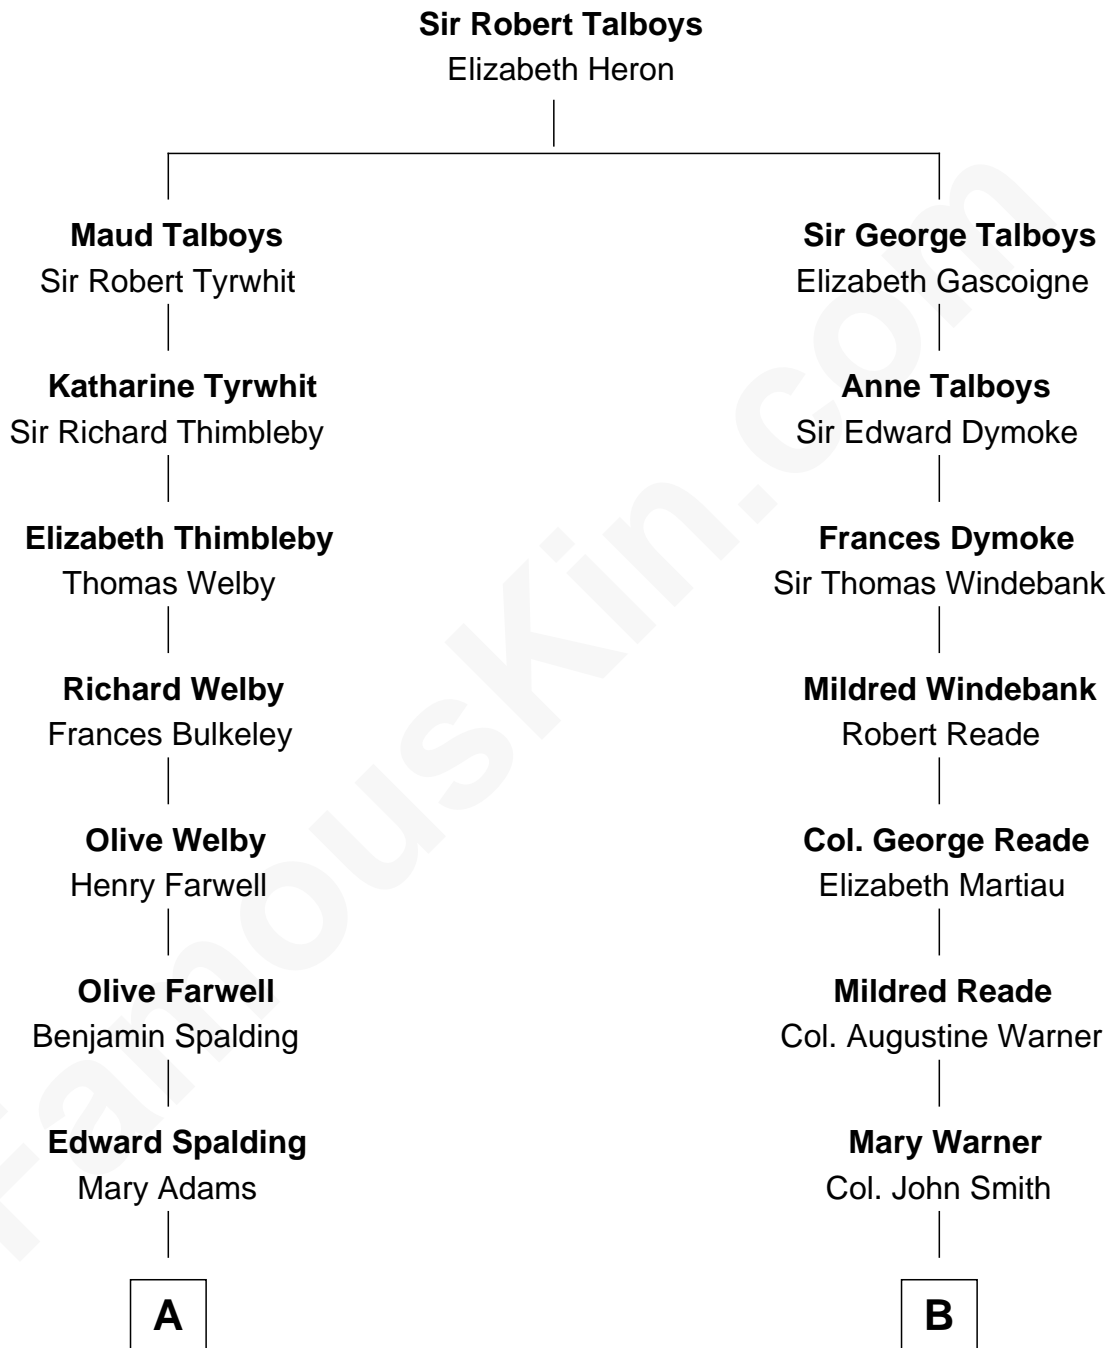 Sir Robert Talboys
Elizabeth Heron
Maud Talboys
Sir Robert Tyrwhit
Sir George Talboys
Elizabeth Gascoigne
Katharine Tyrwhit
Sir Richard Thimbleby
Anne Talboys
Sir Edward Dymoke
Elizabeth Thimbleby
Thomas Welby
Frances Dymoke
Sir Thomas Windebank
Richard Welby
Frances Bulkeley
Mildred Windebank
Robert Reade
Olive Welby
Henry Farwell
Col. George Reade
Elizabeth Martiau
Olive Farwell
Benjamin Spalding
Mildred Reade
Col. Augustine Warner
Edward Spalding
Mary Adams
Mary Warner
Col. John Smith
A
B
FamousKin.com